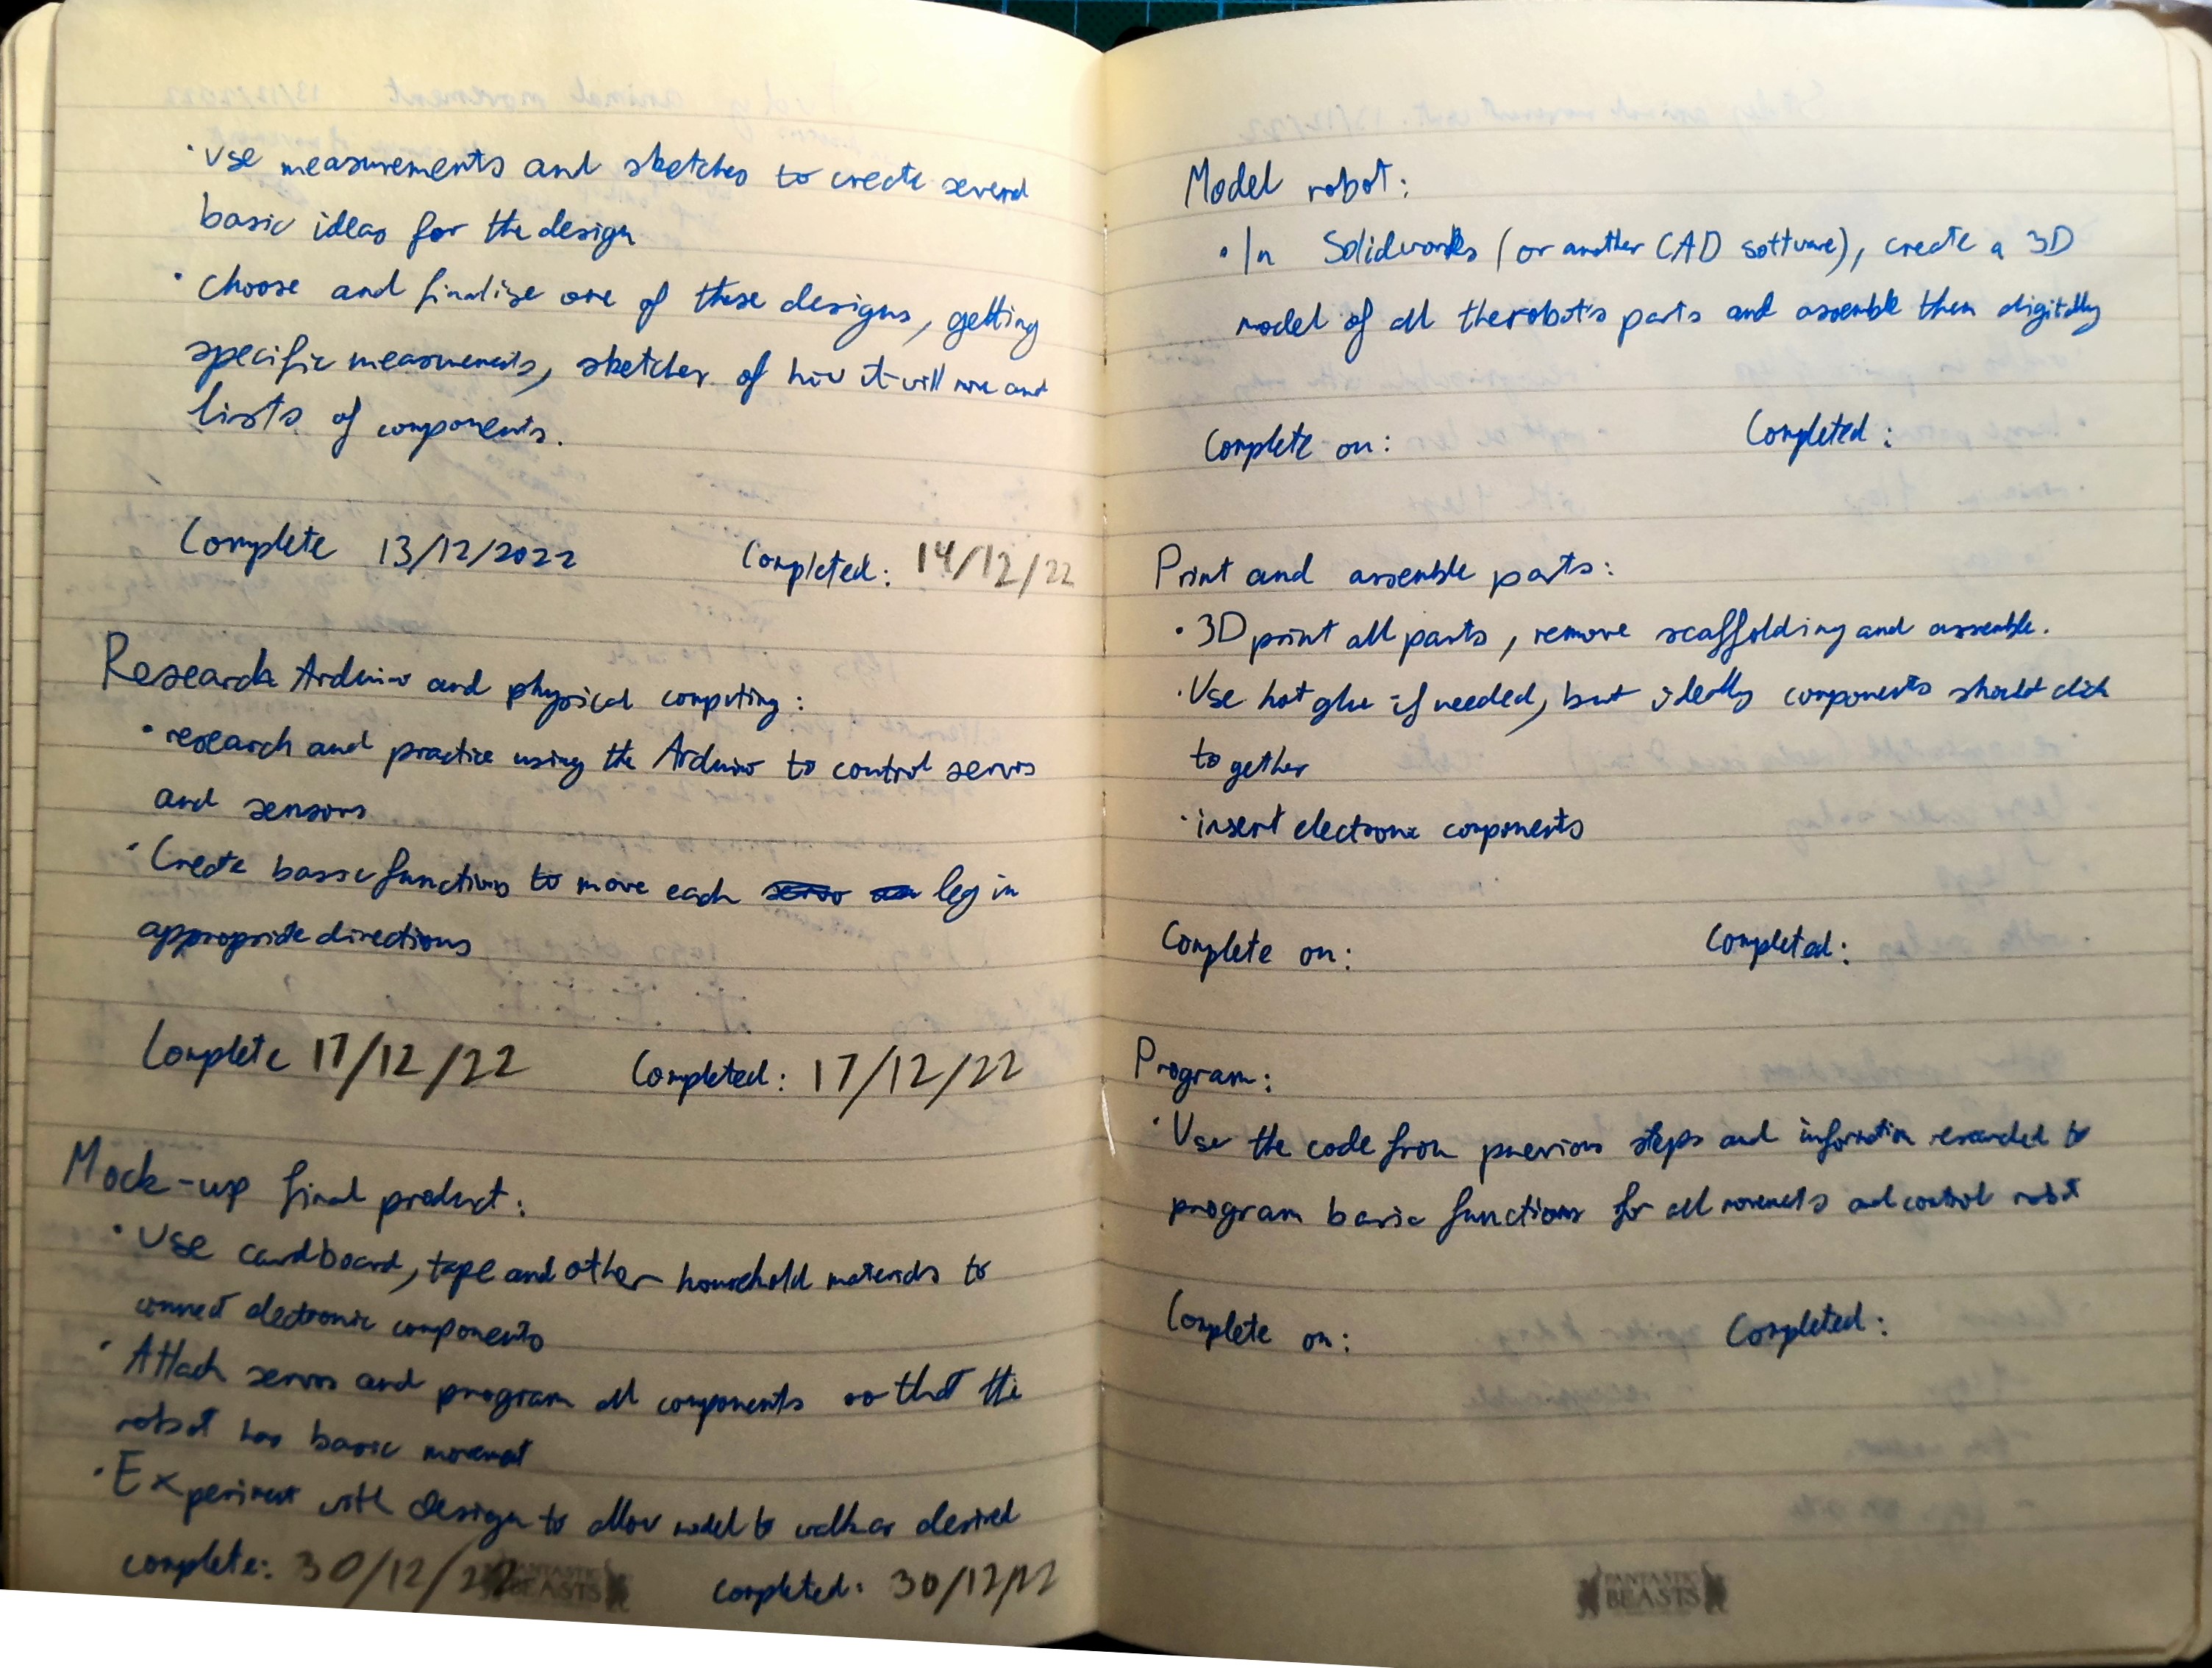 · Use measurements and sketches to create several
basic ideas for the design
· Choose and finalise one of these designs, getting
specific measurements, sketches of how it will move and
lists of components.
Complete 13/12/2022 Completed: 14/12/22
Research Arduino and physical computing:
· research and practice using the Arduino to control servos
and sensors
· Create basic functions to move each servo leg in
appropriate directions
Complete 17/12/22 Completed: 17/12/22
Mock-up final product:
· Use cardboard, tape and other household materials to
connect electronic components
· Attach servos and program all components so that the
robot has basic movement
· Experiment with design to allow model to walk as desired
complete: 30/12/22 completed: 30/12/22
FANTASTIC
BEASTS
Model robot:
· In Solidworks (or another CAD software), create a 3D
model of all the robot's parts and assemble them digitally
Complete on: Completed:
Print and assemble parts:
· 3D print all parts, remove scaffolding and assemble.
· Use hot glue if needed, but ideally components should click
together
· insert electronic components
Complete on: Completed:
Program:
· Use the code from previous steps and information researched to
program basic functions for all movements and control robot
Complete on: Completed:
FANTASTIC
BEASTS